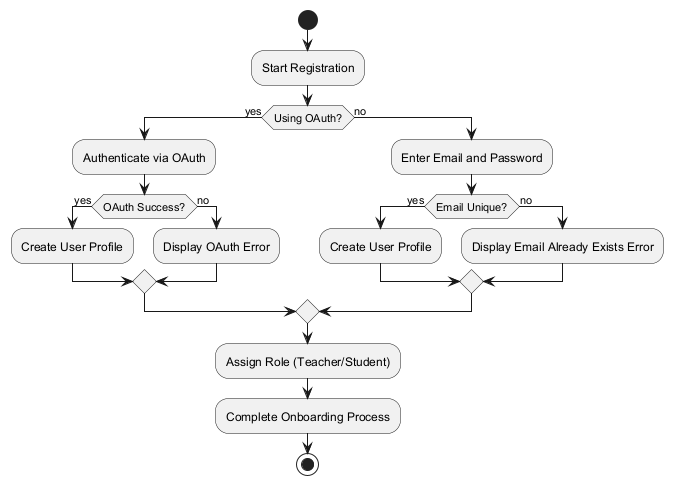 Start Registration
yes
Using OAuth?
no
Authenticate via OAuth
Enter Email and Password
yes
OAuth Success?
no
yes
Email Unique?
no
Create User Profile
Display OAuth Error
Create User Profile
Display Email Already Exists Error
Assign Role (Teacher/Student)
Complete Onboarding Process